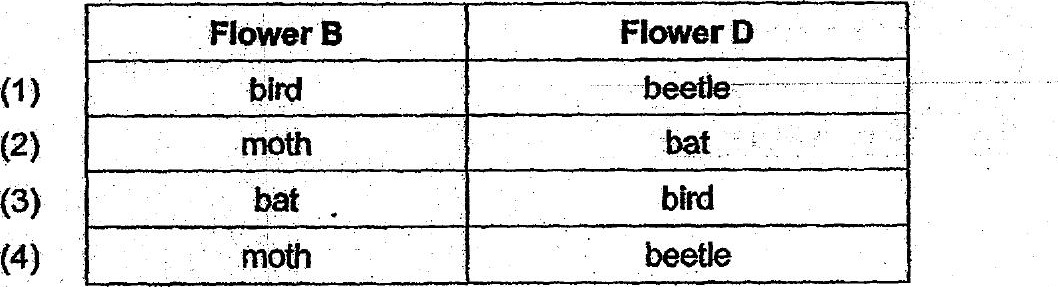 Flower B Flower D
(1) bird beetle
(2) moth bat
(3) bat bird
(4) moth beetle